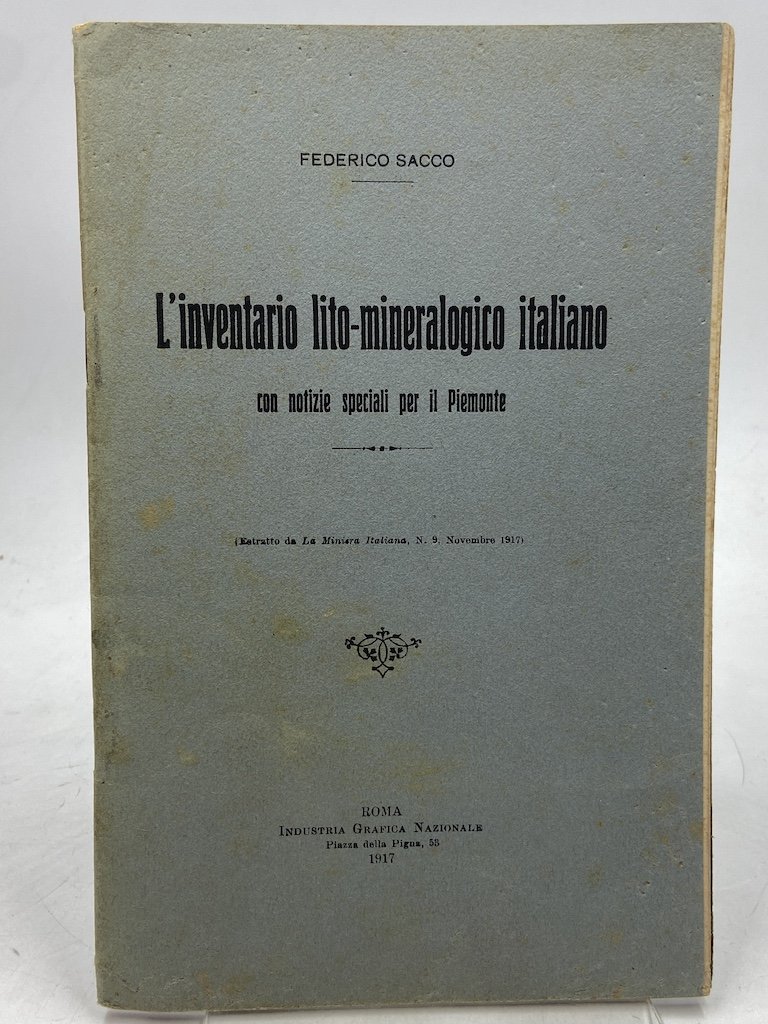 FEDERICO SACCO
L'inventario lito-mineralogico italiano
con notizie speciali per il Piemonte
(Estratto da La Miniera Italiana, N. 9, Novembre 1917)
ROMA
INDUSTRIA GRAFICA NAZIONALE
Piazza della Pigna, 53
1917